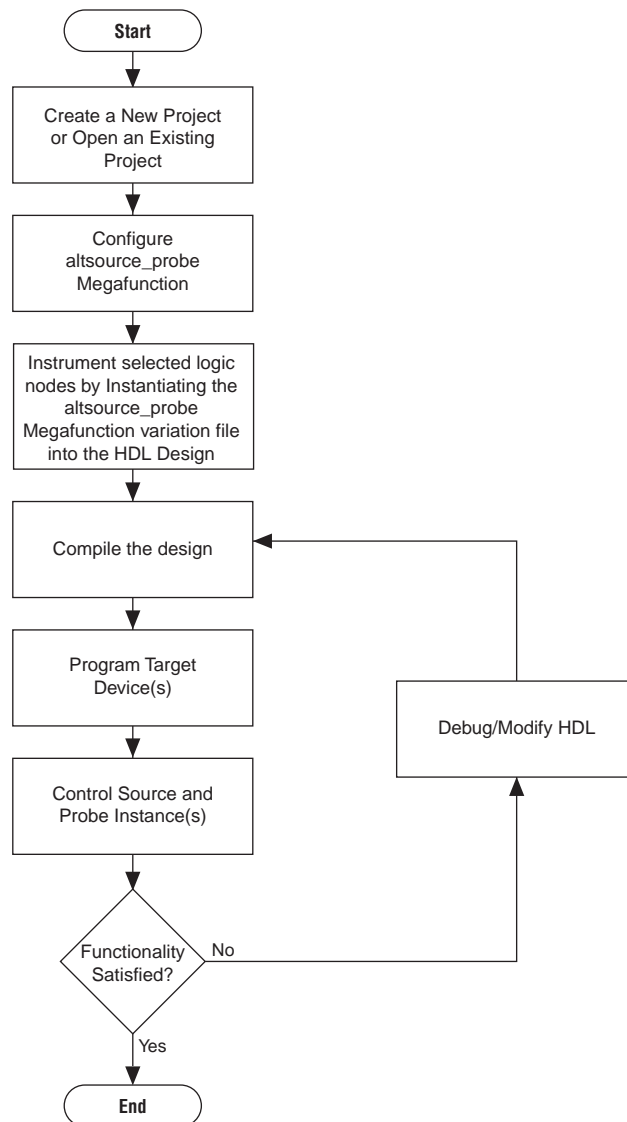 Start
Create a New Project
or Open an Existing
Project
Configure
altsource_probe
Megafunction
Instrument selected logic
nodes by Instantiating the
altsource_probe
Megafunction variation file
into the HDL Design
Compile the design
Program Target
Device(s)
Debug/Modify HDL
Control Source and
Probe Instance(s)
Functionality
Satisfied?
No
Yes
End